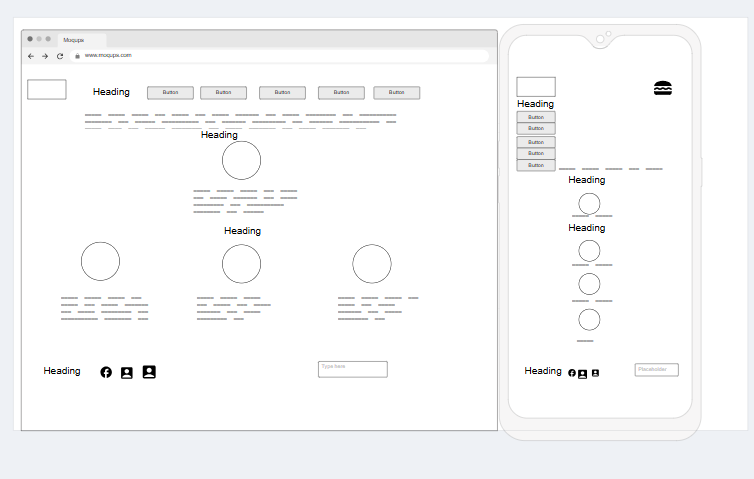 Moqups
www.moqups.com
Heading Button Button Button Button Button
Heading
Heading
Heading
Type here
Heading
Button
Button
Button
Button
Button
Heading
Heading
Heading
Placeholder